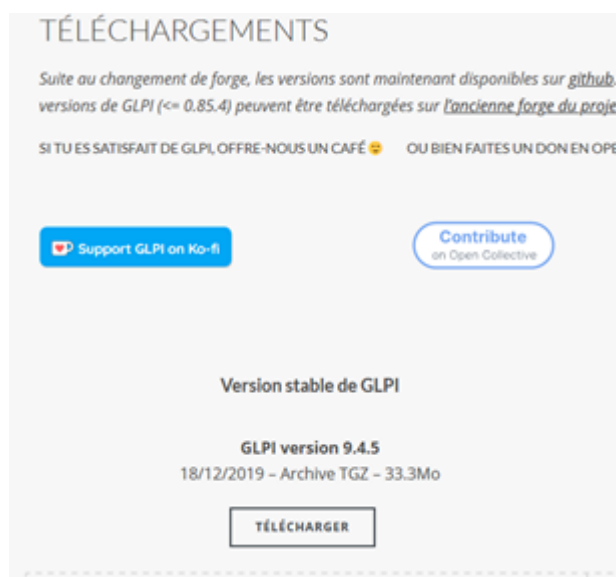 TÉLÉCHARGEMENTS
Suite au changement de forge, les versions sont maintenant disponibles sur github.
versions de GLPI (<= 0.85.4) peuvent être téléchargées sur l'ancienne forge du proje
SI TU ES SATISFAIT DE GLPI, OFFRE-NOUS UN CAFÉ 😉 OU BIEN FAITES UN DON EN OPE
Support GLPI on Ko-fi
Contribute
on Open Collective
Version stable de GLPI
GLPI version 9.4.5
18/12/2019 – Archive TGZ – 33.3Mo
TÉLÉCHARGER